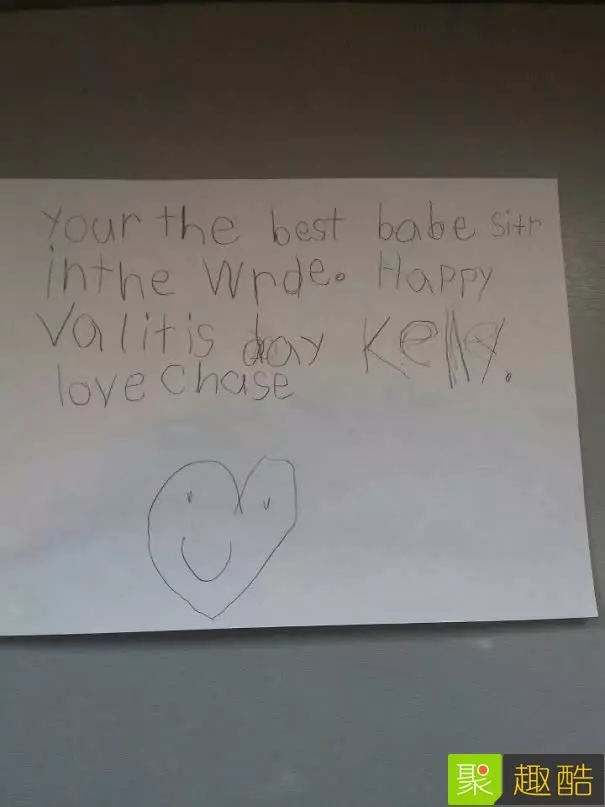 Your the best babe sitr
inthe Wrde. Happy
Valitis day Kelly.
love Chase
聚趣酷